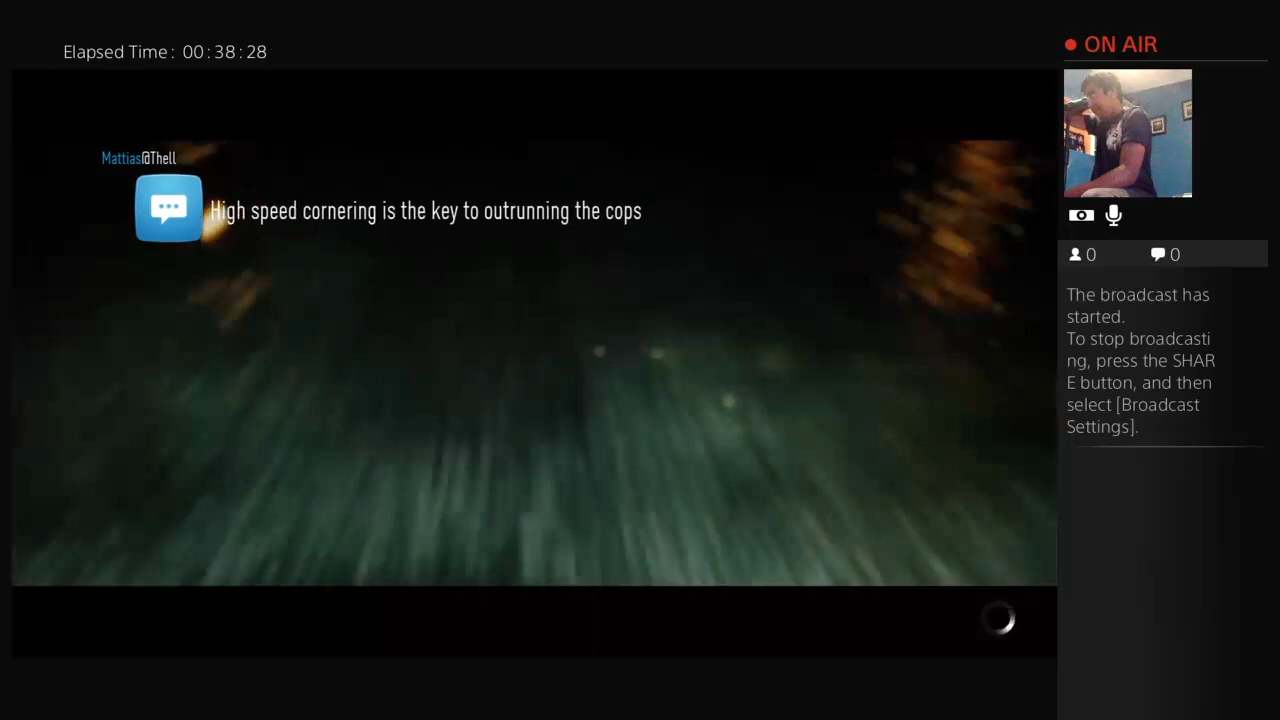 Elapsed Time: 00:38:28
ON AIR
Mattias@Thell
High speed cornering is the key to outrunning the cops
0 0
The broadcast has
started.
To stop broadcasti
ng, press the SHAR
E button, and then
select [Broadcast
Settings].